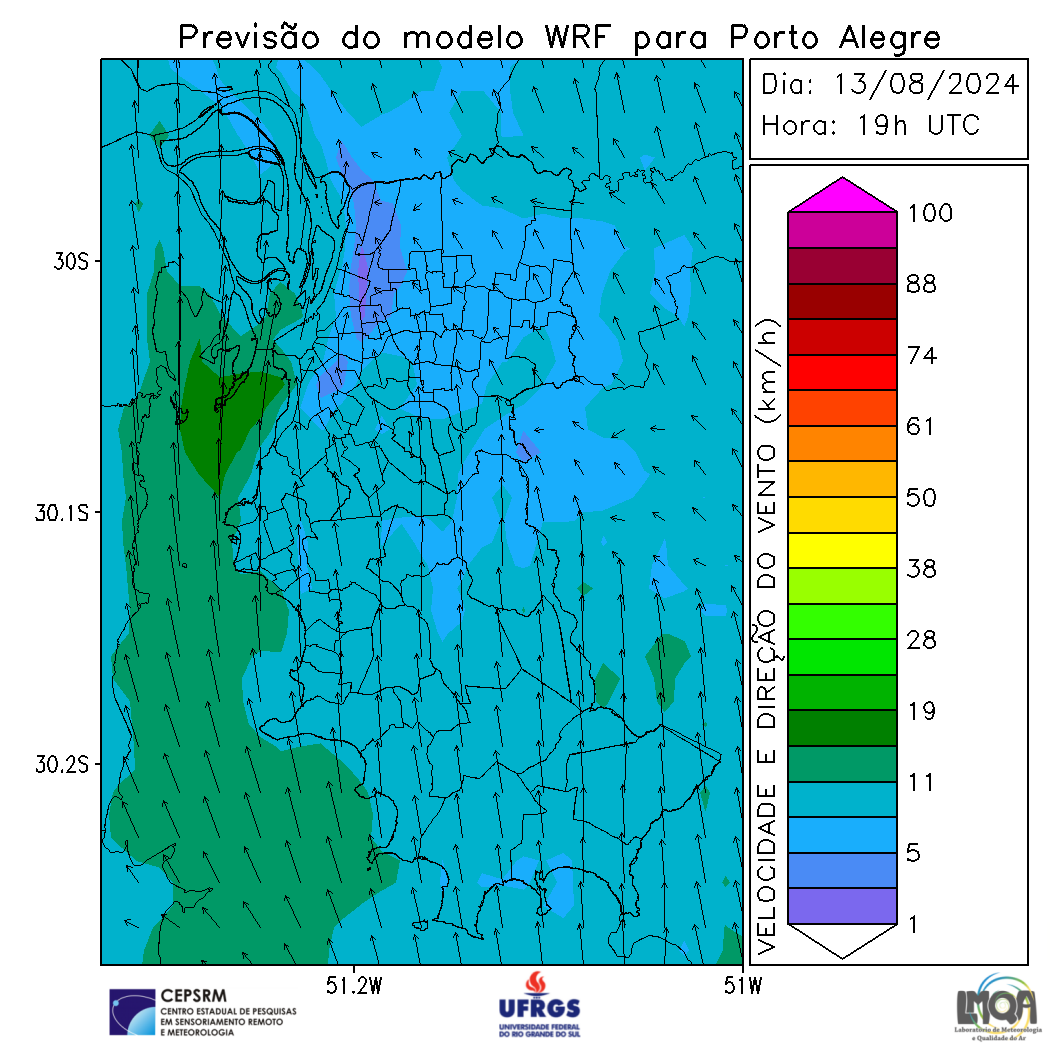 Previsão do modelo WRF para Porto Alegre
Dia: 13/08/2024
Hora: 19h UTC
30S
30.1S
30.2S
51.2W
51W
VELOCIDADE E DIREÇÃO DO VENTO (km/h)
100
88
74
61
50
38
28
19
11
5
1
CEPSRM
CENTRO ESTADUAL DE PESQUISAS
EM SENSORIAMENTO REMOTO
E METEOROLOGIA
UFRGS
UNIVERSIDADE FEDERAL
DO RIO GRANDE DO SUL
LMQA
Laboratório de Meteorologia
e Qualidade do Ar